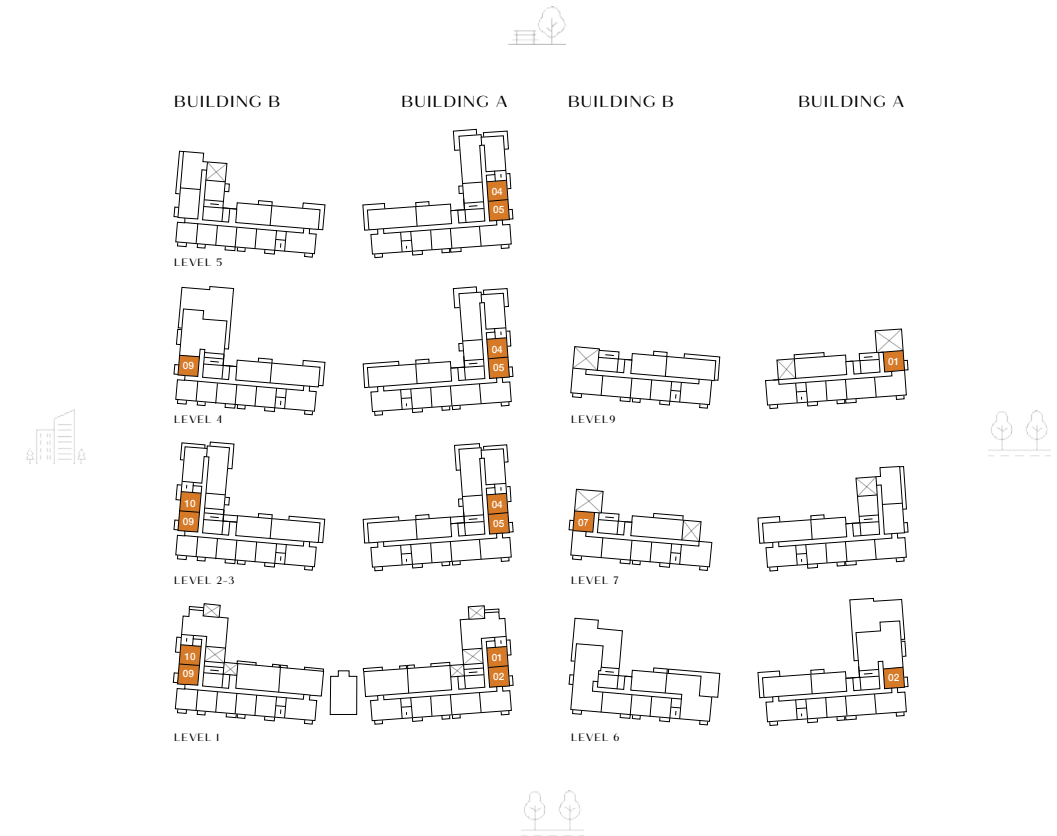 BUILDING B BUILDING A BUILDING B BUILDING A
04
05
LEVEL 5
04
09
05
01
LEVEL 4 LEVEL9
10 04
09 05
07
LEVEL 2-3 LEVEL 7
10 01
09 02 02
LEVEL 1 LEVEL 6